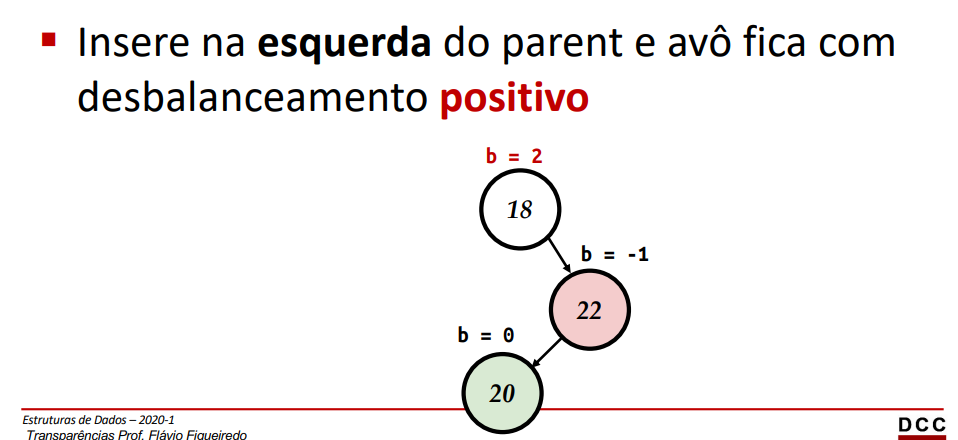 Insere na esquerda do parent e avô fica com
desbalanceamento positivo
b = 2
18
b = -1
22
b = 0
20
Estruturas de Dados – 2020-1
Transparências Prof. Flávio Figueiredo
DCC